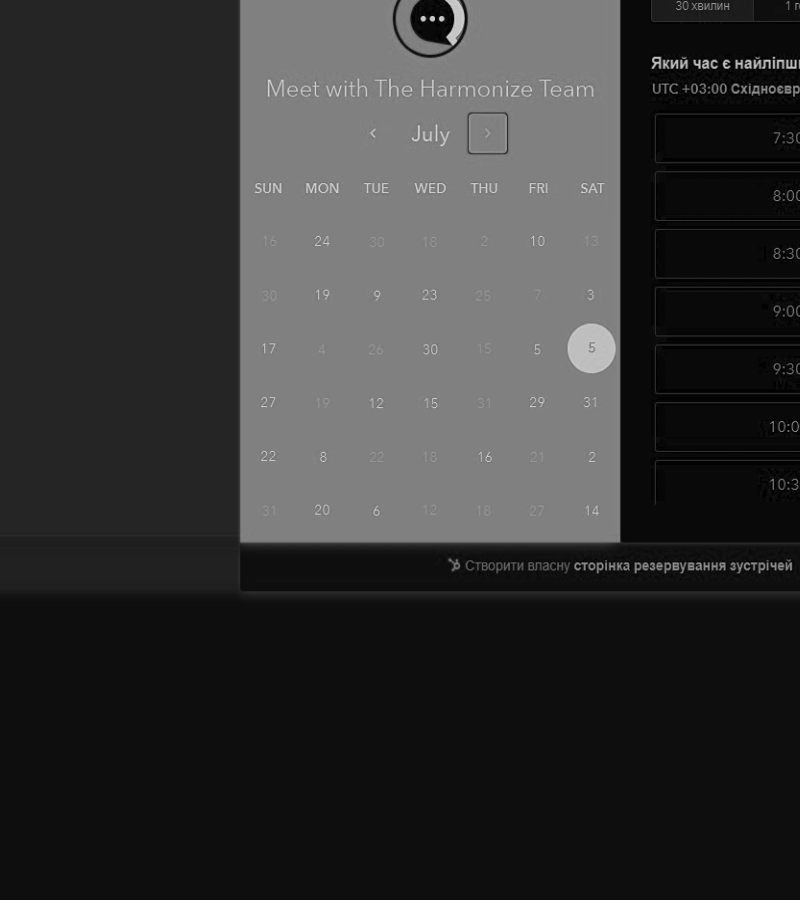 30 хвилин
1 г
Meet with The Harmonize Team
Який час є найліпш
UTC +03:00 Східноєвр
July
SUN MON TUE WED THU FRI SAT
16 24 30 18 2 10 13
30 19 9 23 25 7 3
17 4 26 30 15 5 5
27 19 12 15 31 29 31
22 8 22 18 16 21 2
31 20 6 12 18 27 14
7:30
8:00
8:30
9:00
9:30
10:0
10:3
Створити власну сторінка резервування зустрічей